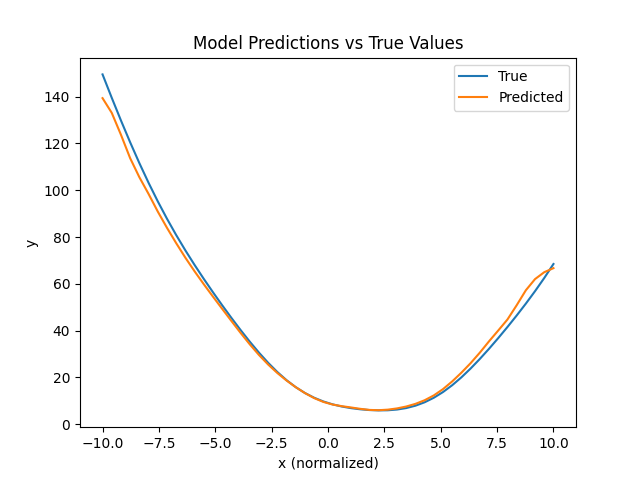 Model Predictions vs True Values
True
Predicted
140
120
100
80
60
40
20
0
y
−10.0 −7.5 −5.0 −2.5 0.0 2.5 5.0 7.5 10.0
x (normalized)